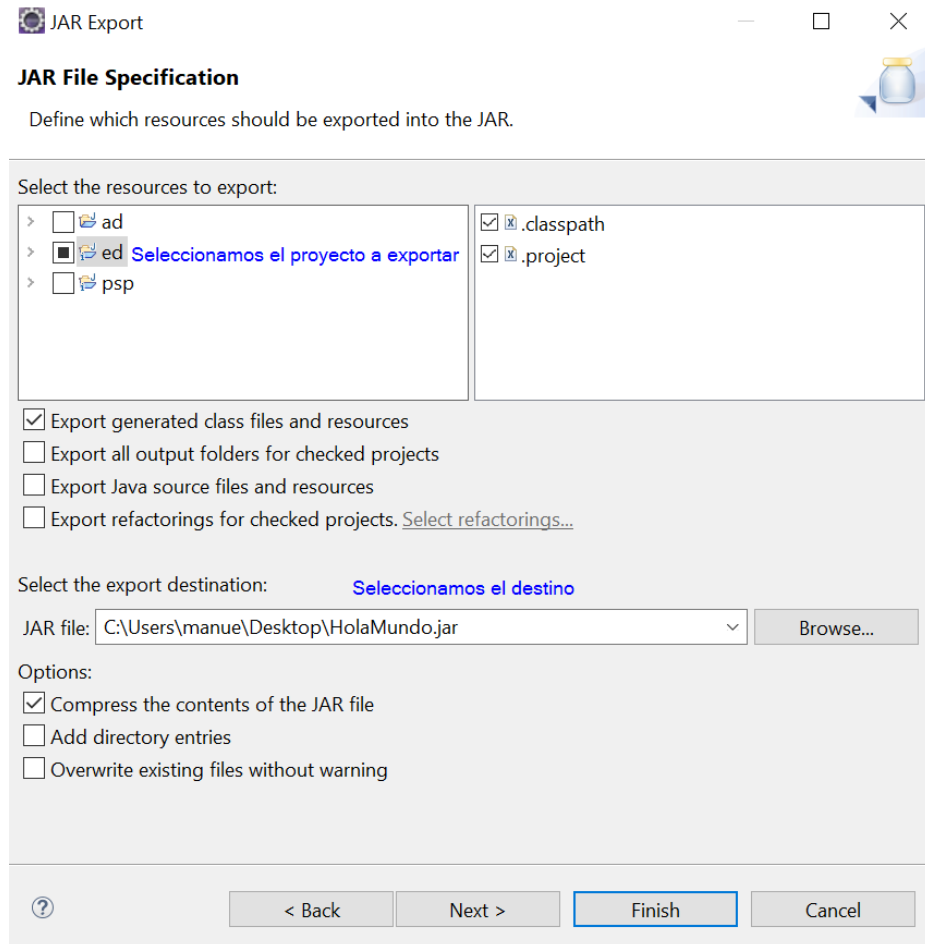 JAR Export
JAR File Specification
Define which resources should be exported into the JAR.
Select the resources to export:
ad
ed Seleccionamos el proyecto a exportar
psp
.classpath
.project
Export generated class files and resources
Export all output folders for checked projects
Export Java source files and resources
Export refactorings for checked projects. Select refactorings...
Select the export destination: Seleccionamos el destino
JAR file: C:\Users\manue\Desktop\HolaMundo.jar Browse...
Options:
Compress the contents of the JAR file
Add directory entries
Overwrite existing files without warning
? < Back Next > Finish Cancel